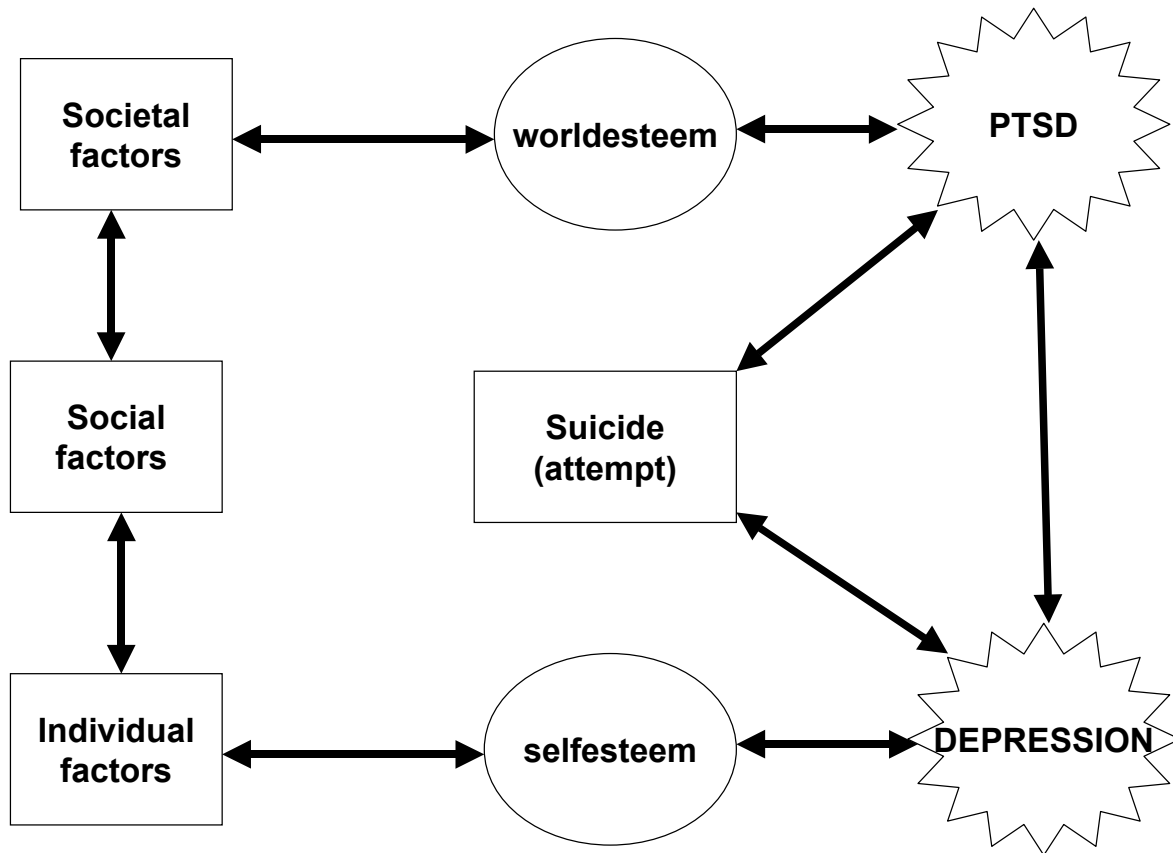 Societal
factors
worldesteem
PTSD
Social
factors
Suicide
(attempt)
Individual
factors
selfesteem
DEPRESSION